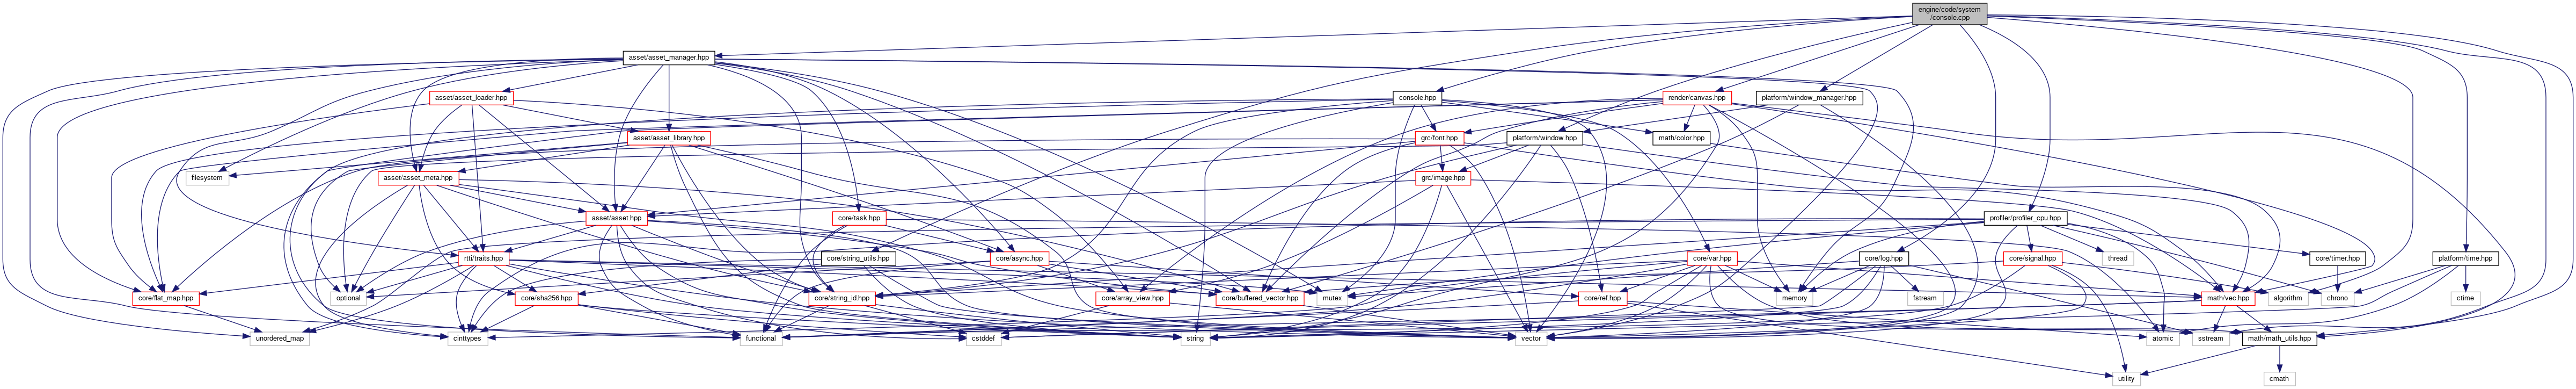 engine/code/system
/console.cpp
asset/asset_manager.hpp
asset/asset_loader.hpp
console.hpp
render/canvas.hpp
platform/window_manager.hpp
asset/asset_library.hpp
grc/font.hpp
platform/window.hpp
math/color.hpp
filesystem
asset/asset_meta.hpp
grc/image.hpp
asset/asset.hpp
core/task.hpp
profiler/profiler_cpu.hpp
rtti/traits.hpp
core/string_utils.hpp
core/async.hpp
core/var.hpp
core/log.hpp
core/signal.hpp
thread
core/timer.hpp
platform/time.hpp
core/flat_map.hpp
optional
core/sha256.hpp
core/string_id.hpp
core/array_view.hpp
core/buffered_vector.hpp
mutex
core/ref.hpp
memory
fstream
math/vec.hpp
algorithm
chrono
ctime
unordered_map
cinttypes
functional
cstddef
string
vector
atomic
sstream
math/math_utils.hpp
utility
cmath